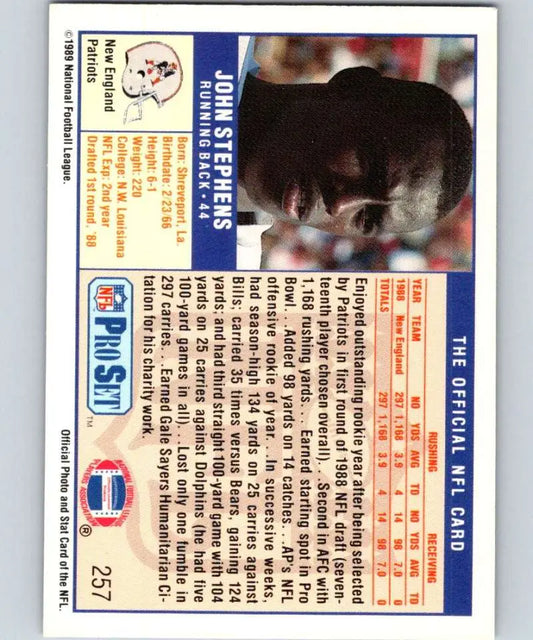 THE OFFICIAL NFL CARD
RUSHING RECEIVING
YEAR TEAM NO YDS AVG TD NO YDS AVG TD
1988 New England 297 1,168 3.9 4 14 98 7.0 0
TOTALS 297 1,168 3.9 4 14 98 7.0 0
Enjoyed outstanding rookie year after being selected
by Patriots in first round of 1988 NFL draft (seven-
teenth player chosen overall). . .Second in AFC with
1,168 rushing yards. . . Earned starting spot in Pro
Bowl. . .Added 98 yards on 14 catches. . .AP's NFL
offensive rookie of year. . .In successive weeks,
had season-high 134 yards on 25 carries against
Bills; carried 35 times versus Bears, gaining 124
yards; and had third straight 100-yard game with 104
yards on 25 carries against Dolphins (he had five
100-yard games in all). . .Lost only one fumble in
297 carries. . .Earned Gale Sayers Humanitarian Ci-
tation for his charity work.
JOHN STEPHENS
RUNNING BACK • 44
New England
Patriots
Born: Shreveport, La.
Birthdate: 2/23/66
Height: 6-1
Weight: 220
College: N.W. Louisiana
NFL Exp: 2nd year
Drafted 1st round, '88
NFL PRO SET ™
®
257
©1989 National Football League.
Official Photo and Stat Card of the NFL.